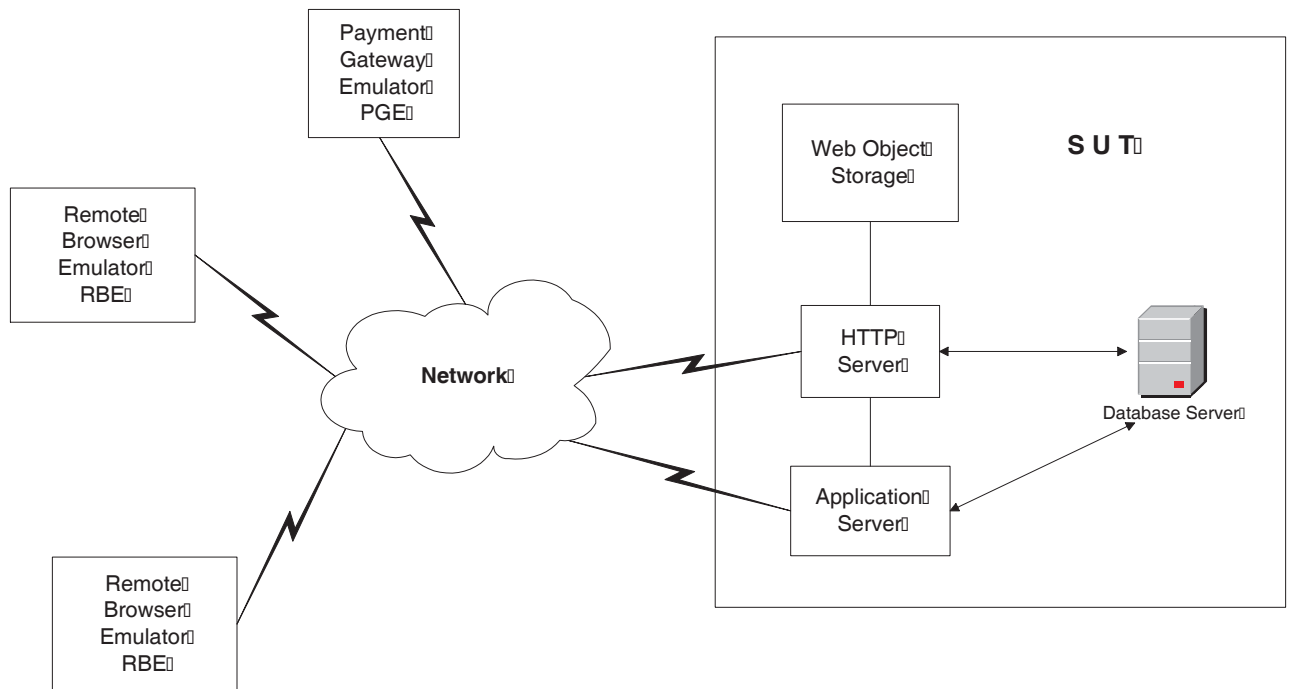 Payment
Gateway
Emulator
PGE
Web Object
Storage
S U T
Remote
Browser
Emulator
RBE
HTTP
Server
Network
Database Server
Application
Server
Remote
Browser
Emulator
RBE